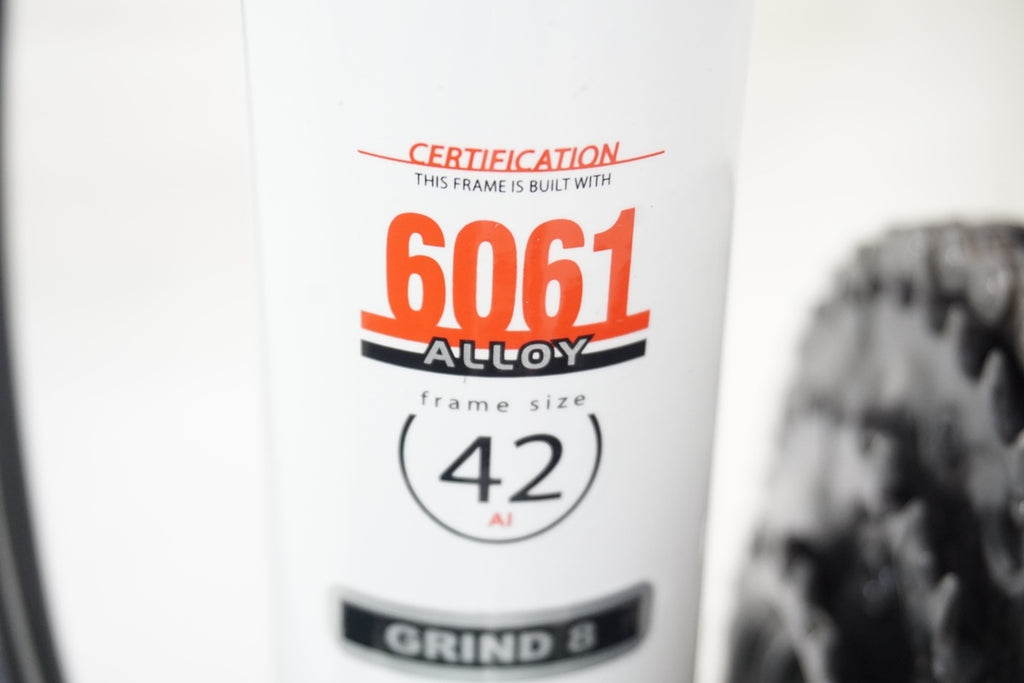 CERTIFICATION
THIS FRAME IS BUILT WITH
6061
ALLOY
frame size
42
Al
GRIND 8